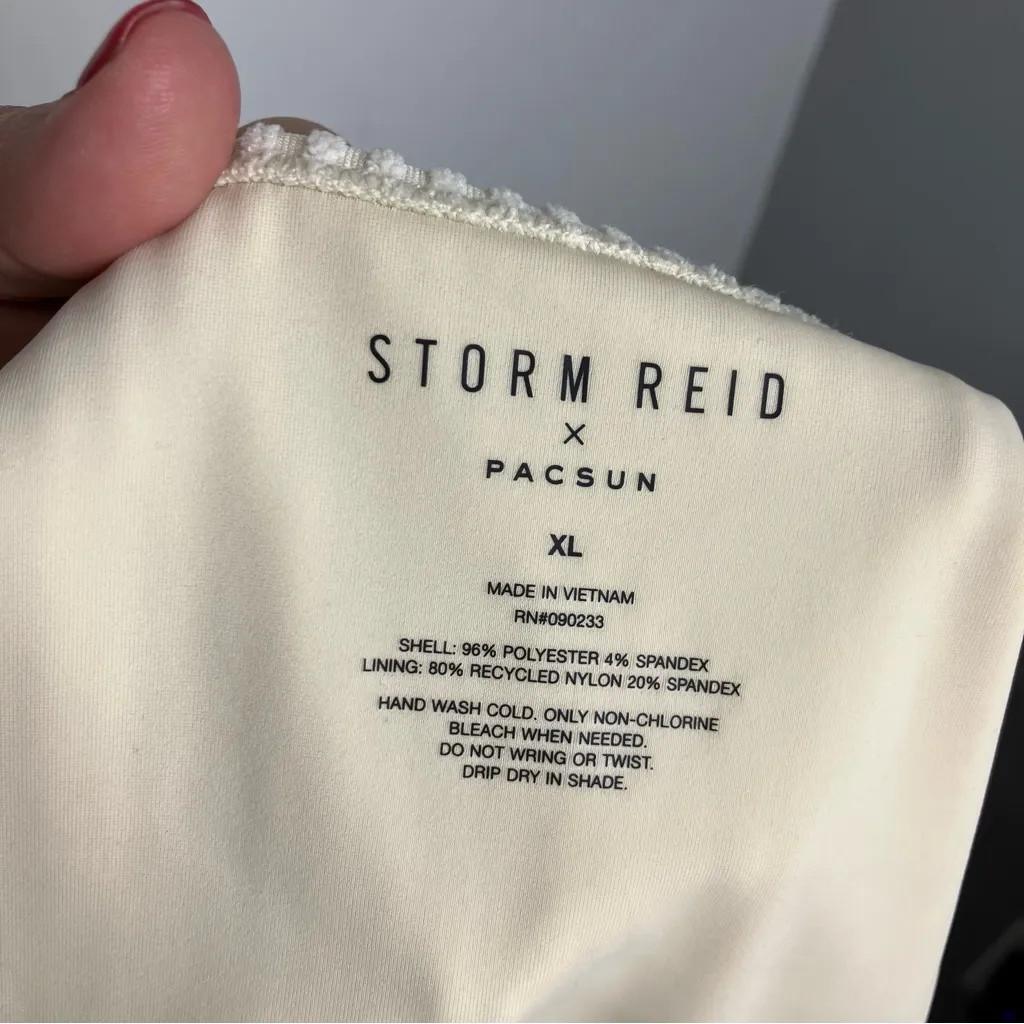 STORM REID
X
PACSUN
XL
MADE IN VIETNAM
RN#090233
SHELL: 96% POLYESTER 4% SPANDEX
LINING: 80% RECYCLED NYLON 20% SPANDEX
HAND WASH COLD. ONLY NON-CHLORINE
BLEACH WHEN NEEDED.
DO NOT WRING OR TWIST.
DRIP DRY IN SHADE.